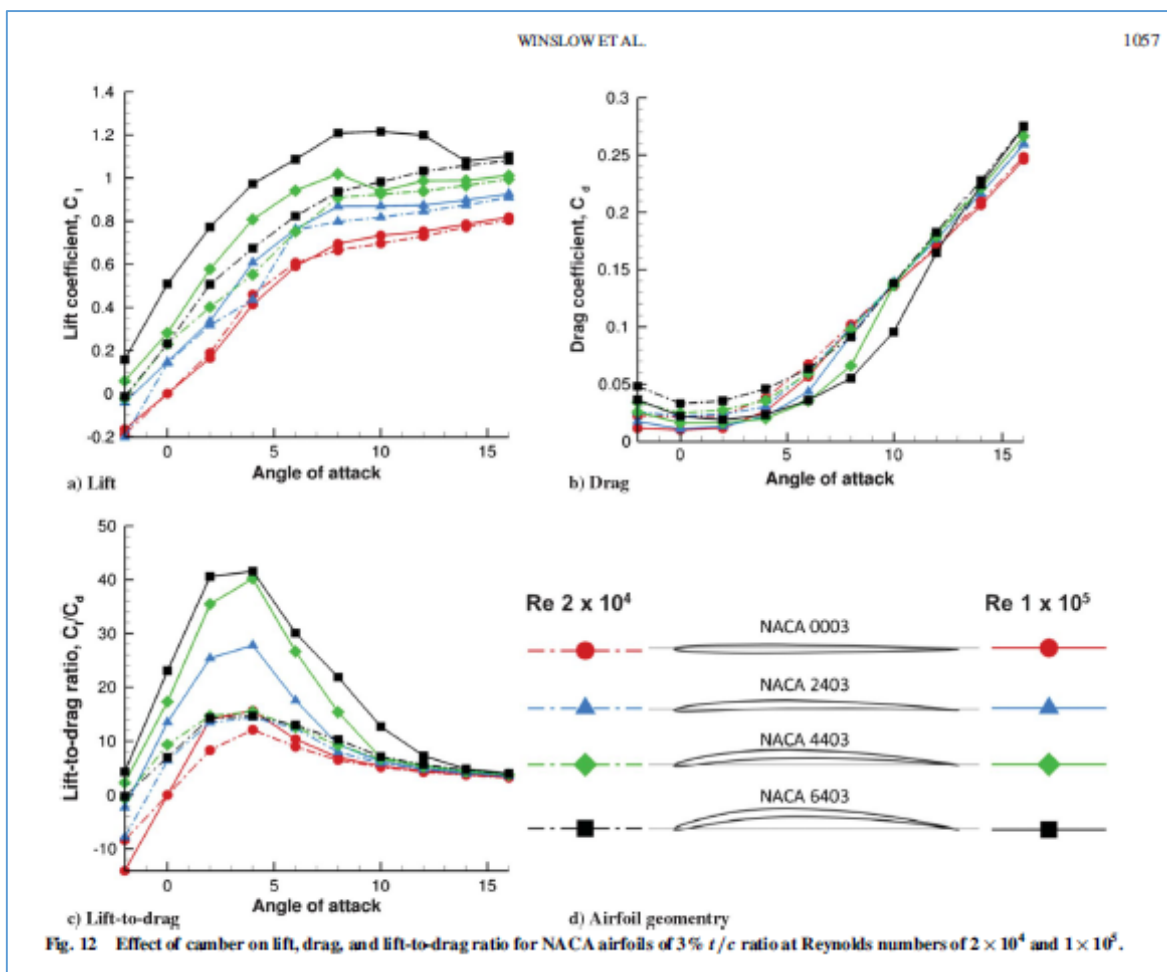 WINSLOW ET AL.
1057
1.4
1.2
1
0.8
0.6
0.4
0.2
0
-0.2
Lift coefficient, C_l
0
5
10
15
Angle of attack
a) Lift
0.3
0.25
0.2
0.15
0.1
0.05
0
Drag coefficient, C_d
0
5
10
15
Angle of attack
b) Drag
50
40
30
20
10
0
-10
Lift-to-drag ratio, C_l/C_d
0
5
10
15
Angle of attack
c) Lift-to-drag
Re 2 x 10⁴
Re 1 x 10⁵
NACA 0003
NACA 2403
NACA 4403
NACA 6403
d) Airfoil geomentry
Fig. 12 Effect of camber on lift, drag, and lift-to-drag ratio for NACA airfoils of 3% t/c ratio at Reynolds numbers of 2 × 10⁴ and 1 × 10⁵.